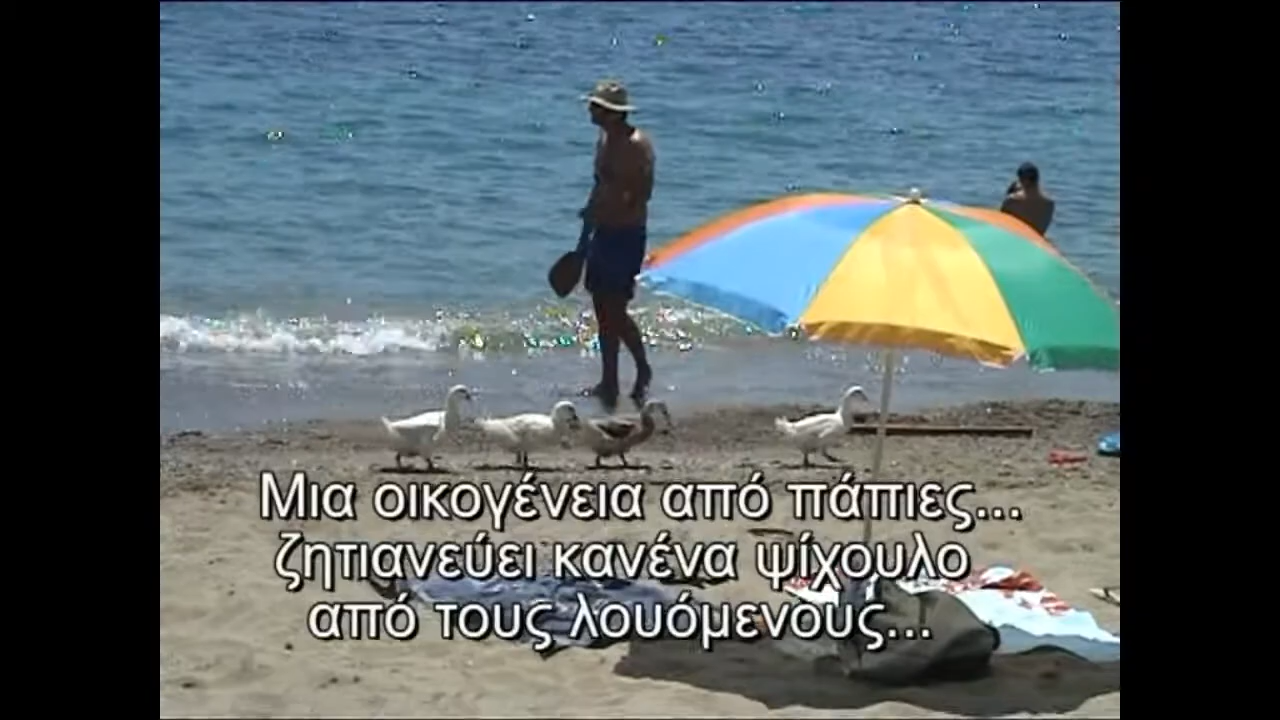 Μια οικογένεια από πάπιες...
ζητιανεύει κανένα ψίχουλο
από τους λουόμενους...